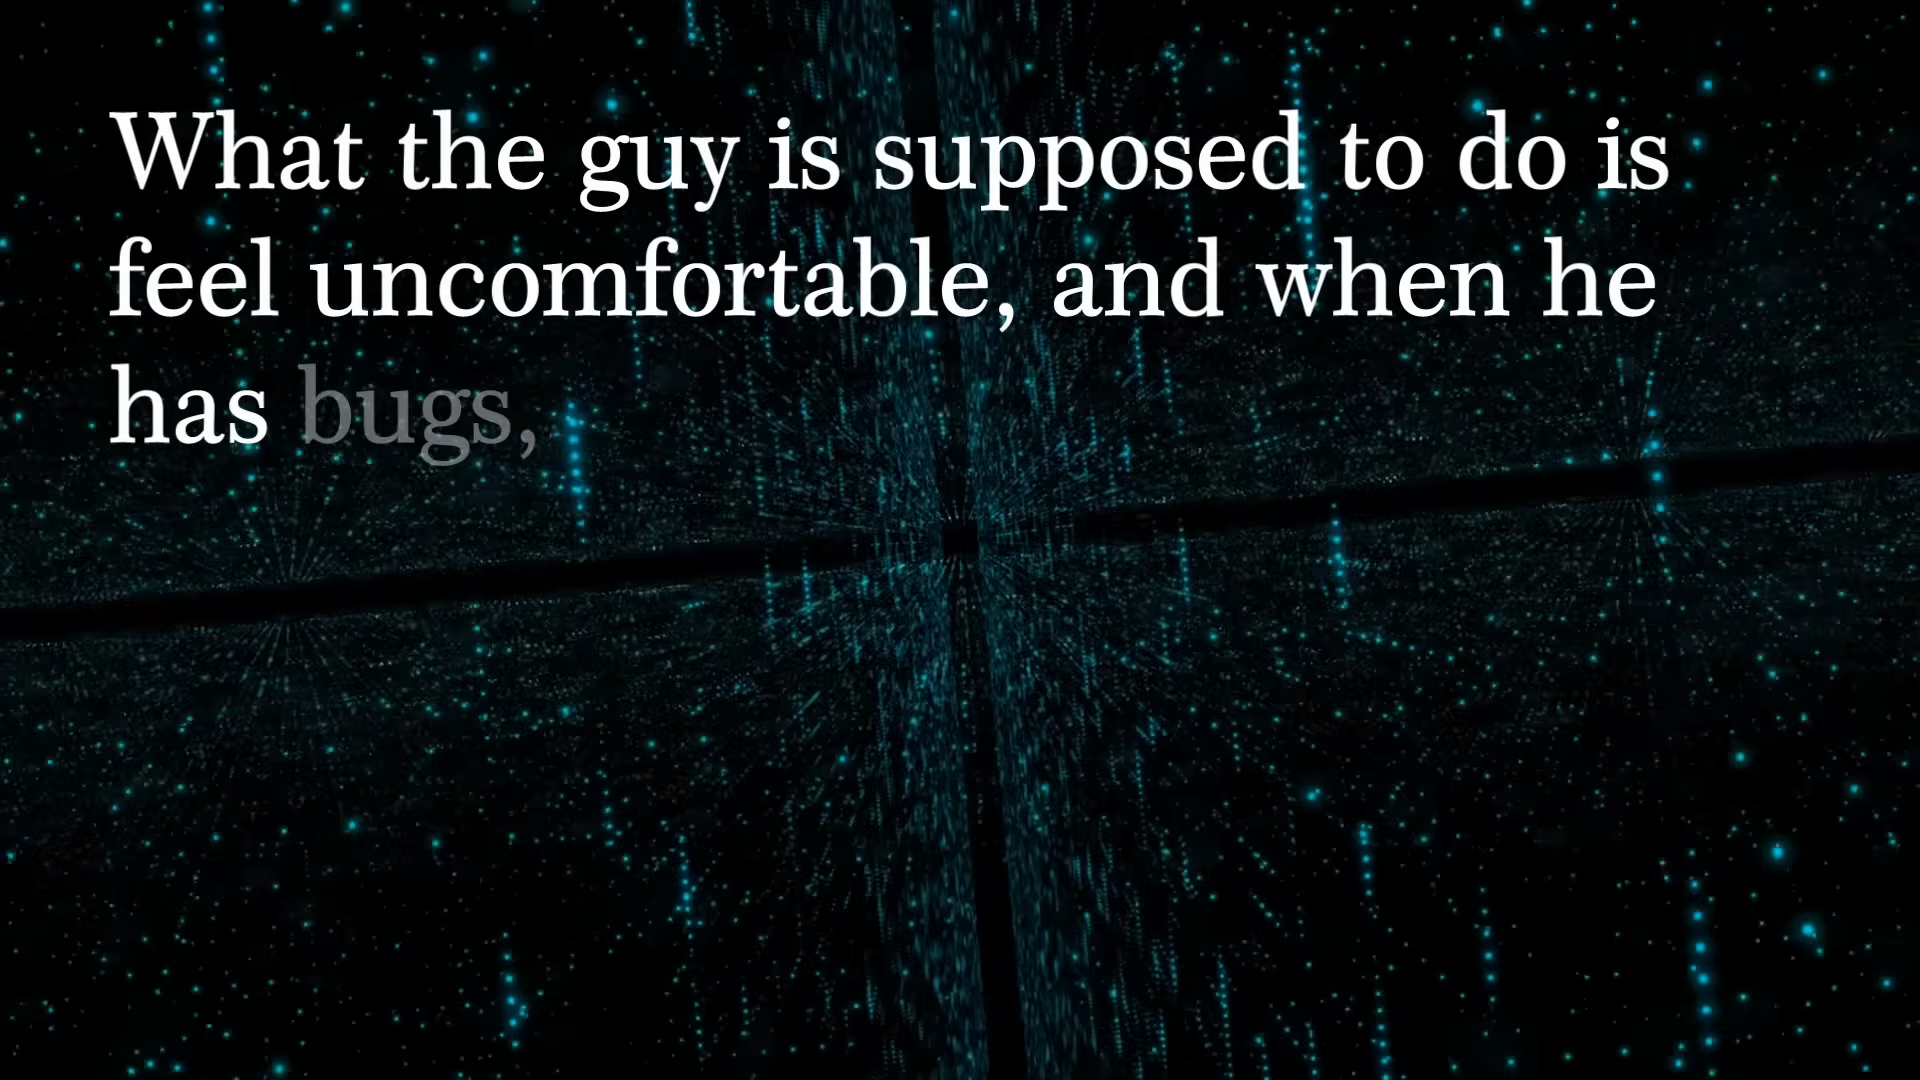 What the guy is supposed to do is
feel uncomfortable, and when he
has bugs,